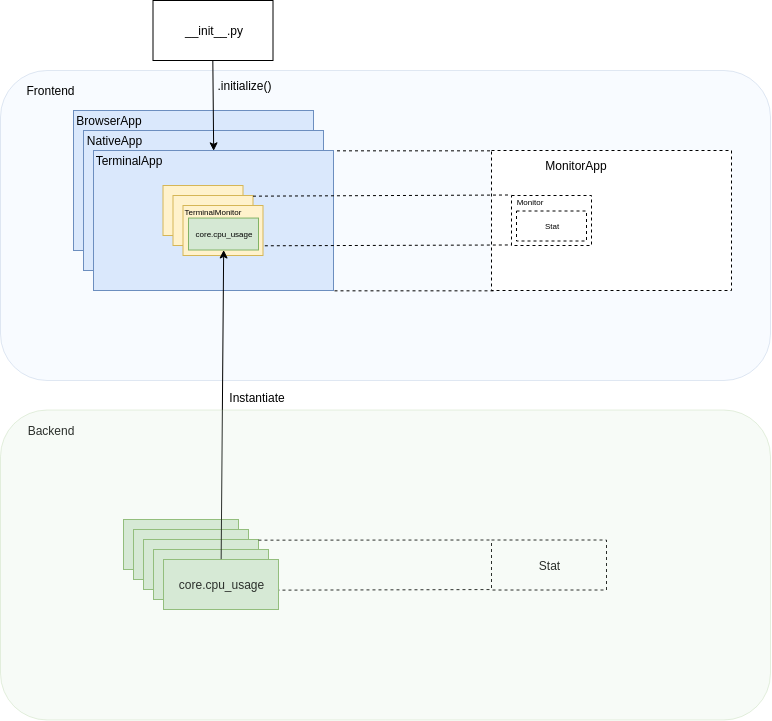 __init__.py
.initialize()
Frontend
BrowserApp
NativeApp
TerminalApp
TerminalMonitor
core.cpu_usage
MonitorApp
Monitor
Stat
Instantiate
Backend
core.cpu_usage
Stat